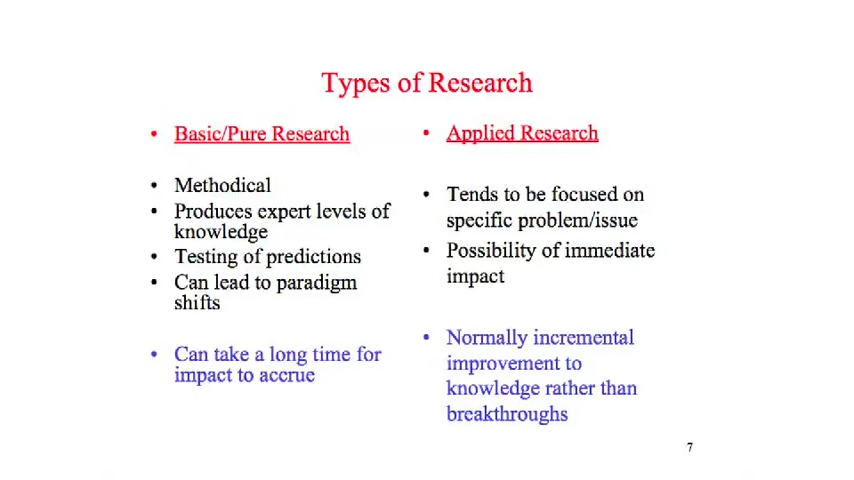 Types of Research
• Basic/Pure Research
• Methodical
• Produces expert levels of
knowledge
• Testing of predictions
• Can lead to paradigm
shifts
• Can take a long time for
impact to accrue
• Applied Research
• Tends to be focused on
specific problem/issue
• Possibility of immediate
impact
• Normally incremental
improvement to
knowledge rather than
breakthroughs
7